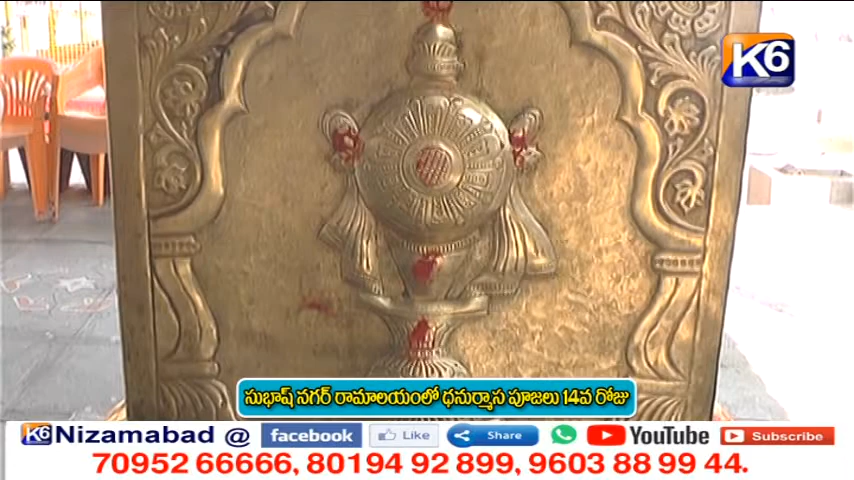 K6
సుభాష్ నగర్ రామాలయంలో ధనుర్మాస పూజలు 14వ రోజు
K6 Nizamabad @ facebook Like Share YouTube Subscribe
70952 66666, 80194 92 899, 9603 88 99 44.